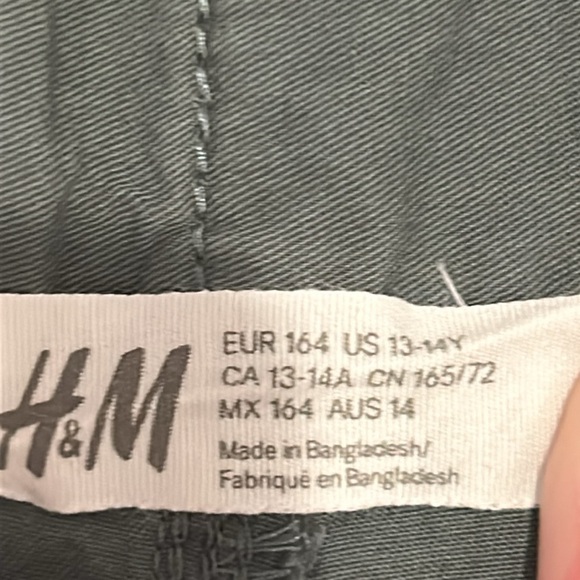 H&M
EUR 164 US 13-14Y
CA 13-14A CN 165/72
MX 164 AUS 14
Made in Bangladesh/
Fabriqué en Bangladesh